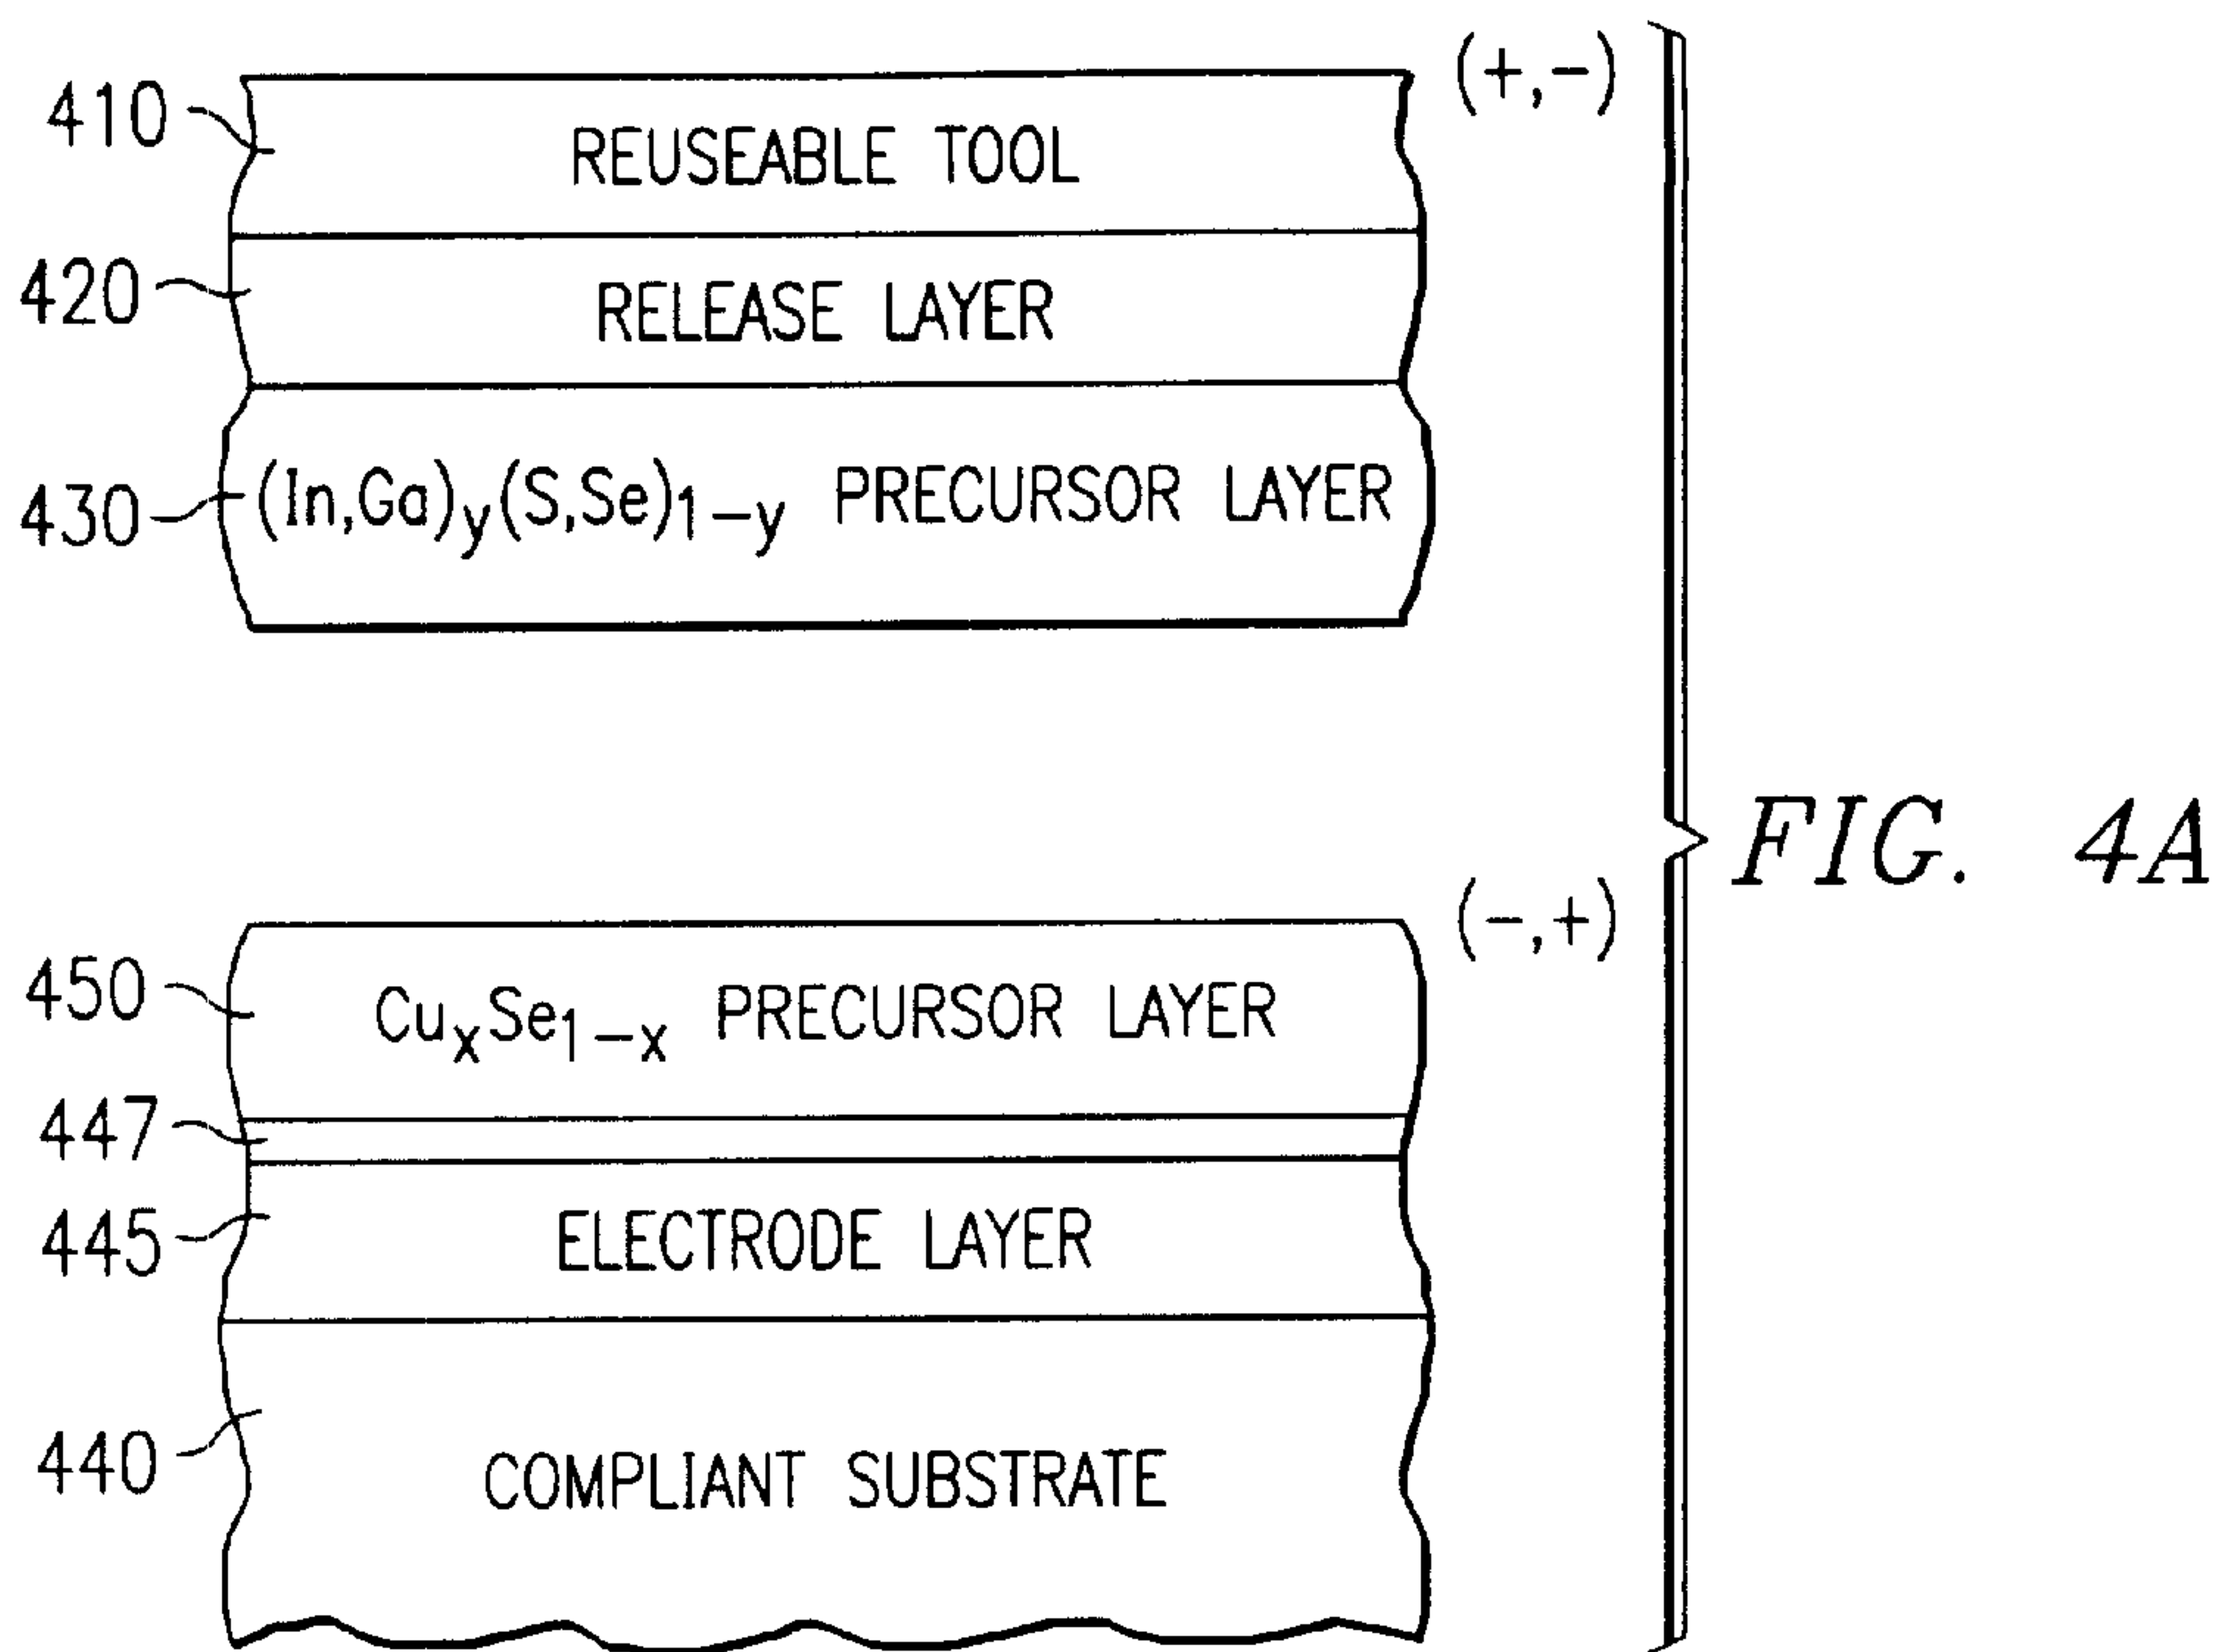 (+,−)
410 REUSEABLE TOOL
420 RELEASE LAYER
430 (In,Ga)y(S,Se)1−y PRECURSOR LAYER
FIG. 4A
(−,+)
450 CuxSe1−x PRECURSOR LAYER
447
445 ELECTRODE LAYER
440 COMPLIANT SUBSTRATE